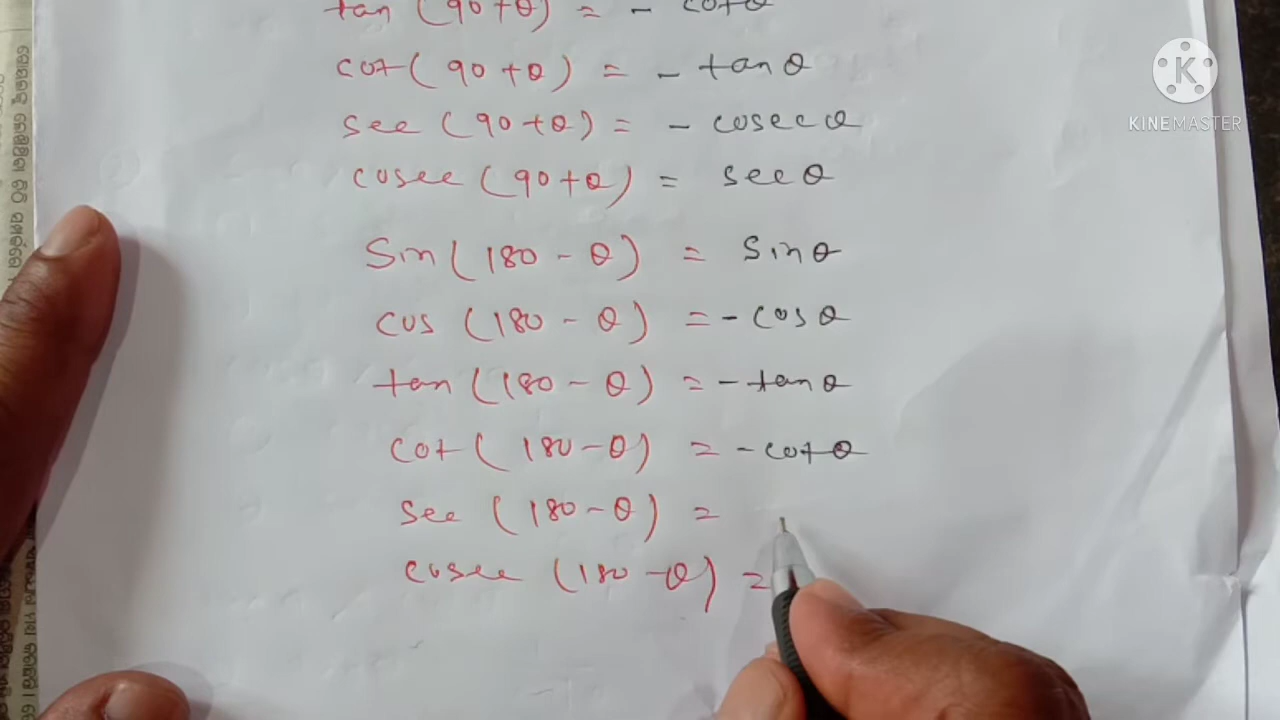 tan (90+θ) = - cotθ
cot (90+θ) = - tanθ
sec (90+θ) = - cosecθ
cosec (90+θ) = secθ
Sin (180 - θ) = Sinθ
cos (180 - θ) = - cosθ
tan (180 - θ) = - tanθ
cot (180 - θ) = - cotθ
sec (180 - θ) =
cosec (180 - θ) =
K
KINEMASTER